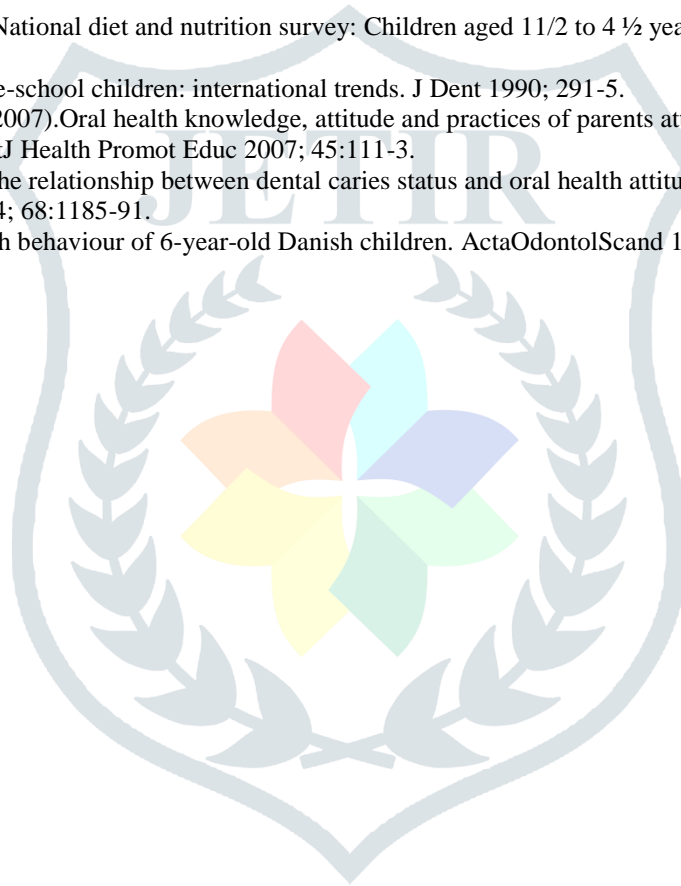 National diet and nutrition survey: Children aged 11/2 to 4 ½ yea
e-school children: international trends. J Dent 1990; 291-5.
2007).Oral health knowledge, attitude and practices of parents at
tJ Health Promot Educ 2007; 45:111-3.
he relationship between dental caries status and oral health attitu
4; 68:1185-91.
h behaviour of 6-year-old Danish children. ActaOdontolScand 1
JETIR